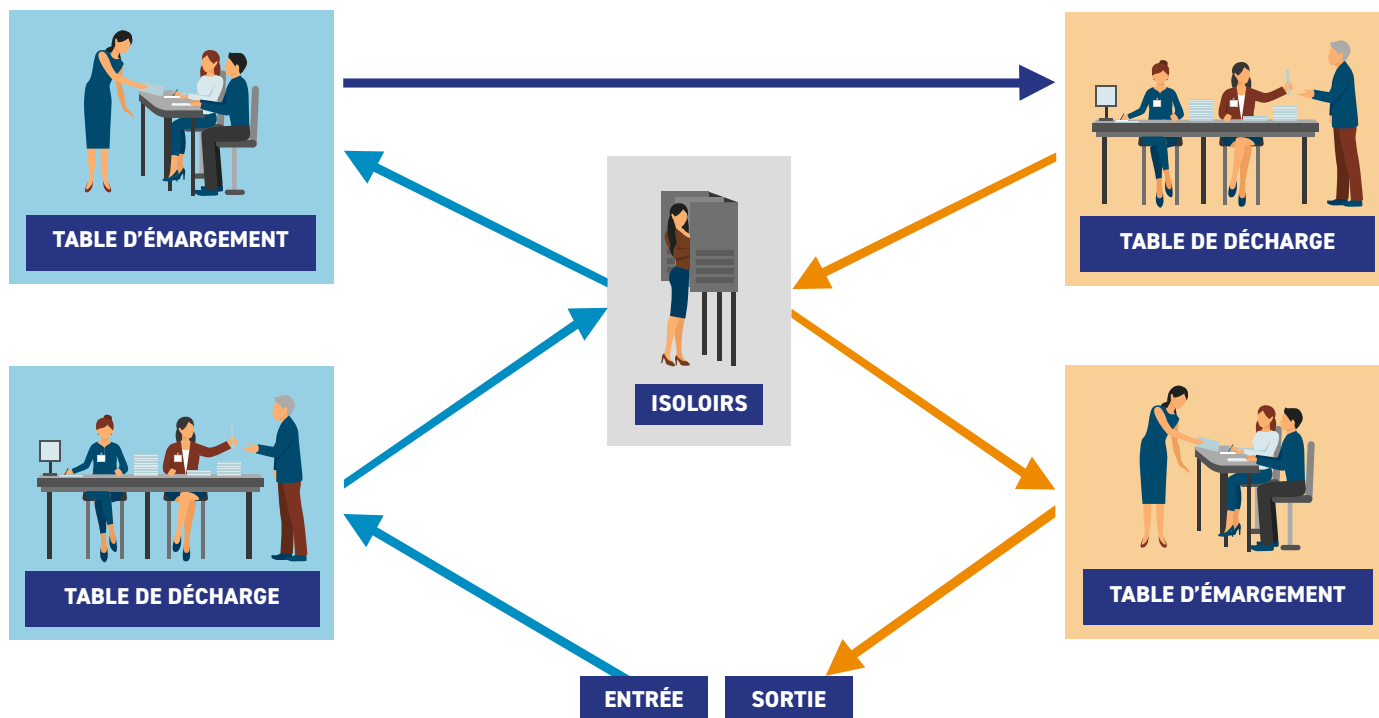 TABLE D'ÉMARGEMENT
TABLE DE DÉCHARGE
ISOLOIRS
TABLE DE DÉCHARGE
TABLE D'ÉMARGEMENT
ENTRÉE
SORTIE